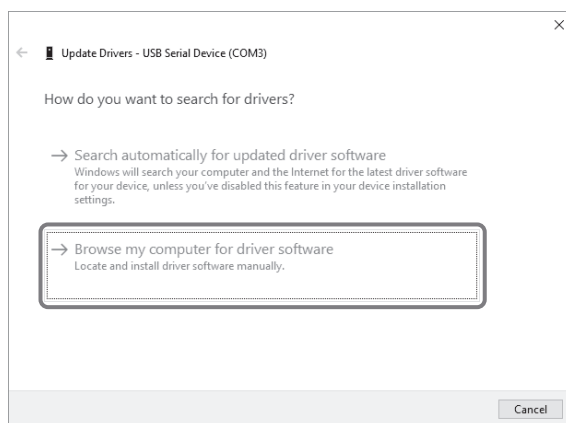 Update Drivers - USB Serial Device (COM3)
How do you want to search for drivers?
Search automatically for updated driver software
Windows will search your computer and the Internet for the latest driver software
for your device, unless you've disabled this feature in your device installation
settings.
Browse my computer for driver software
Locate and install driver software manually.
Cancel